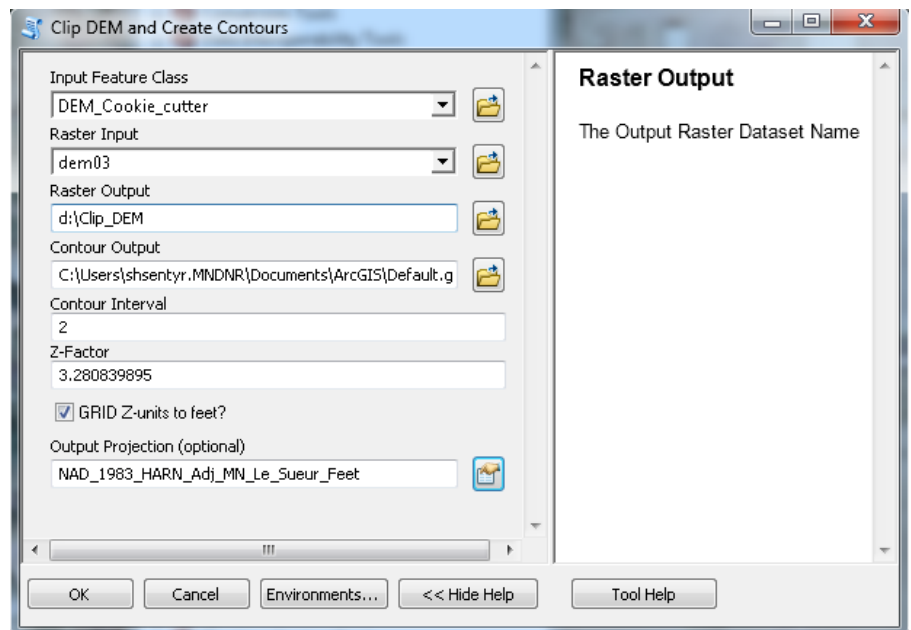 Clip DEM and Create Contours
Input Feature Class
DEM_Cookie_cutter
Raster Input
dem03
Raster Output
d:\Clip_DEM
Contour Output
C:\Users\shsentyr.MNDNR\Documents\ArcGIS\Default.g
Contour Interval
2
Z-Factor
3.280839895
GRID Z-units to feet?
Output Projection (optional)
NAD_1983_HARN_Adj_MN_Le_Sueur_Feet
Raster Output
The Output Raster Dataset Name
OK
Cancel
Environments...
<< Hide Help
Tool Help